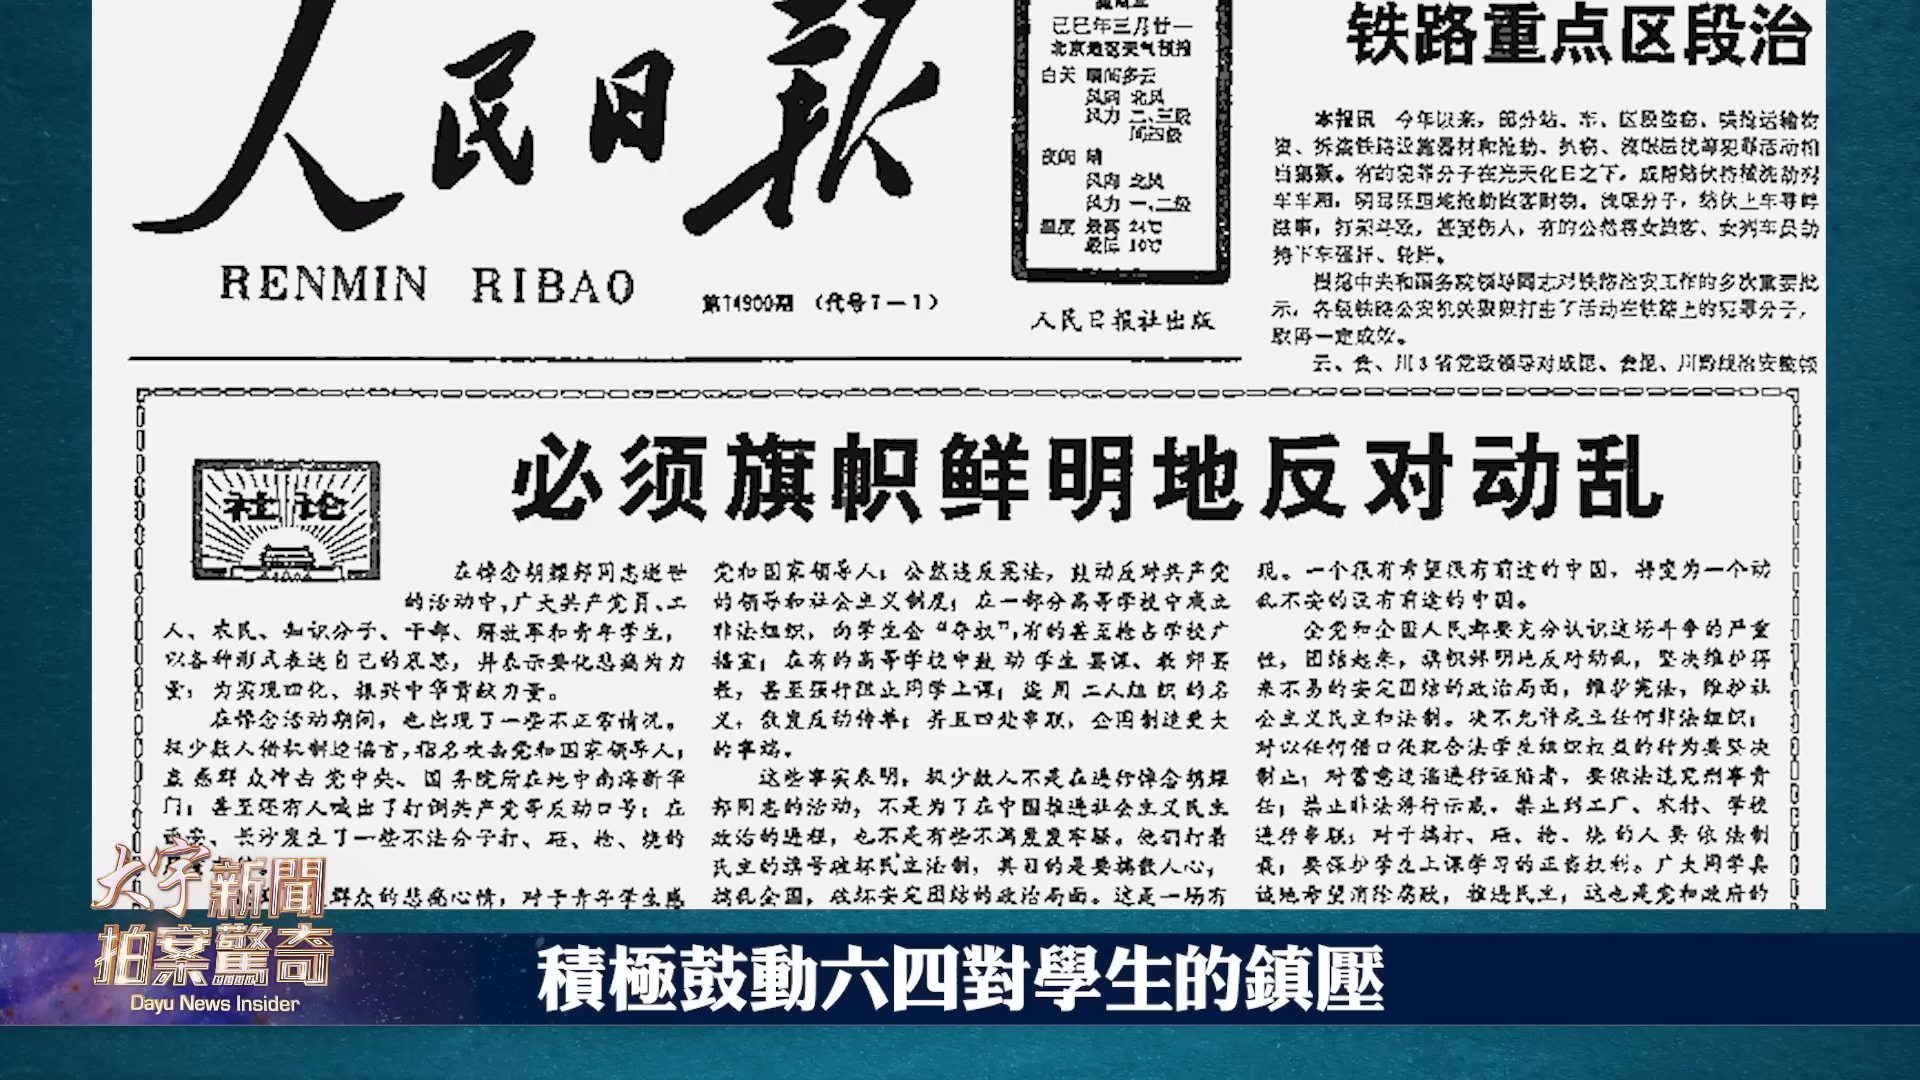 人民日报
RENMIN RIBAO
第14900期 （代号1—1）
己巳年三月廿一
北京地区天气预报
白天 晴间多云
风向 北风
风力 二、三级
间四级
夜间 晴
风向 北风
风力 一、二级
温度 最高 24℃
最低 10℃
人民日报社出版
铁路重点区段治
本报讯 今年以来，部分站、车、区段盗窃、哄抢运输物
资、拆盗铁路设施器材和抢劫、扒窃、流氓滋扰等犯罪活动相
当猖獗。有的犯罪分子在光天化日之下，成帮结伙持械洗劫列
车车厢，明目张胆地抢劫旅客财物。流氓分子，结伙上车寻衅
滋事，打架斗殴，甚至伤人，有的公然将女旅客、女列车员劫
持下车强奸、轮奸。
根据中央和国务院领导同志对铁路治安工作的多次重要批
示，各级铁路公安机关狠狠打击了活动在铁路上的犯罪分子，
取得一定成效。
云、贵、川3省党政领导对成昆、贵昆、川黔线治安整顿
社论
必须旗帜鲜明地反对动乱
在悼念胡耀邦同志逝世
的活动中，广大共产党员、工
人、农民、知识分子、干部、解放军和青年学生，
以各种形式表达自己的哀思，并表示要化悲痛为力
量，为实现四化、振兴中华贡献力量。
在悼念活动期间，也出现了一些不正常情况。
极少数人借机制造谣言，指名攻击党和国家领导人；
蛊惑群众冲击党中央、国务院所在地中南海新华
门；甚至还有人喊出了打倒共产党等反动口号；在
西安、长沙发生了一些不法分子打、砸、抢、烧的
群众的悲痛心情，对于青年学生感
党和国家领导人；公然违反宪法，鼓动反对共产党
的领导和社会主义制度；在一部分高等学校中成立
非法组织，向学生会“夺权”，有的甚至抢占学校广
播室；在有的高等学校中鼓动学生罢课、教师罢
教，甚至强行阻止同学上课；盗用工人组织的名
义，散发反动传单；并且四处串联，企图制造更大
的事端。
这些事实表明，极少数人不是在进行悼念胡耀
邦同志的活动，不是为了在中国推进社会主义民主
政治的进程，也不是有些不满发发牢骚。他们打着
民主的旗号破坏民主法制，其目的是要搞散人心，
搞乱全国，破坏安定团结的政治局面。这是一场有
现。一个很有希望很有前途的中国，将变为一个动
乱不安的没有前途的中国。
全党和全国人民都要充分认识这场斗争的严重
性，团结起来，旗帜鲜明地反对动乱，坚决维护得
来不易的安定团结的政治局面，维护宪法，维护社
会主义民主和法制。决不允许成立任何非法组织；
对以任何借口侵犯合法学生组织权益的行为要坚决
制止；对蓄意造谣进行诬陷者，要依法追究刑事责
任；禁止非法游行示威，禁止到工厂、农村、学校
进行串联；对于搞打、砸、抢、烧的人要依法制
裁；要保护学生上课学习的正当权利。广大同学真
诚地希望消除腐败，推进民主，这也是党和政府的
大宇新聞
拍案驚奇
Dayu News Insider
積極鼓動六四對學生的鎮壓